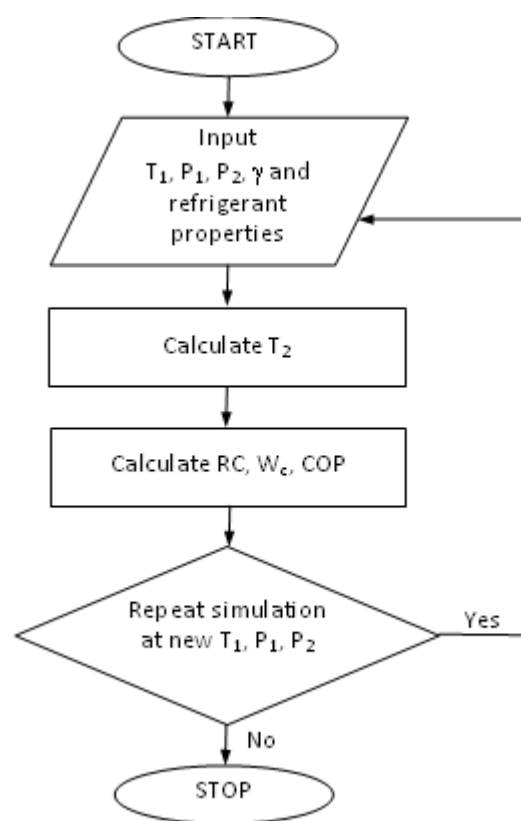 START
Input
T₁, P₁, P₂, γ and
refrigerant
properties
Calculate T₂
Calculate RC, W꜀, COP
Repeat simulation
at new T₁, P₁, P₂
Yes
No
STOP